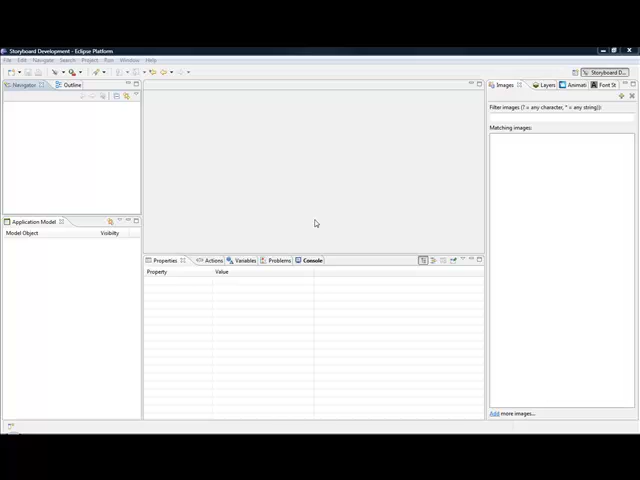 Storyboard Development - Eclipse Platform
File Edit Navigate Search Project Run Window Help
Storyboard D...
Navigator Outline
Images Layers Animati Font St
Filter images (? = any character, * = any string):
Matching images:
Application Model
Model Object Visibilty
Properties Actions Variables Problems Console
Property Value
Add more images...